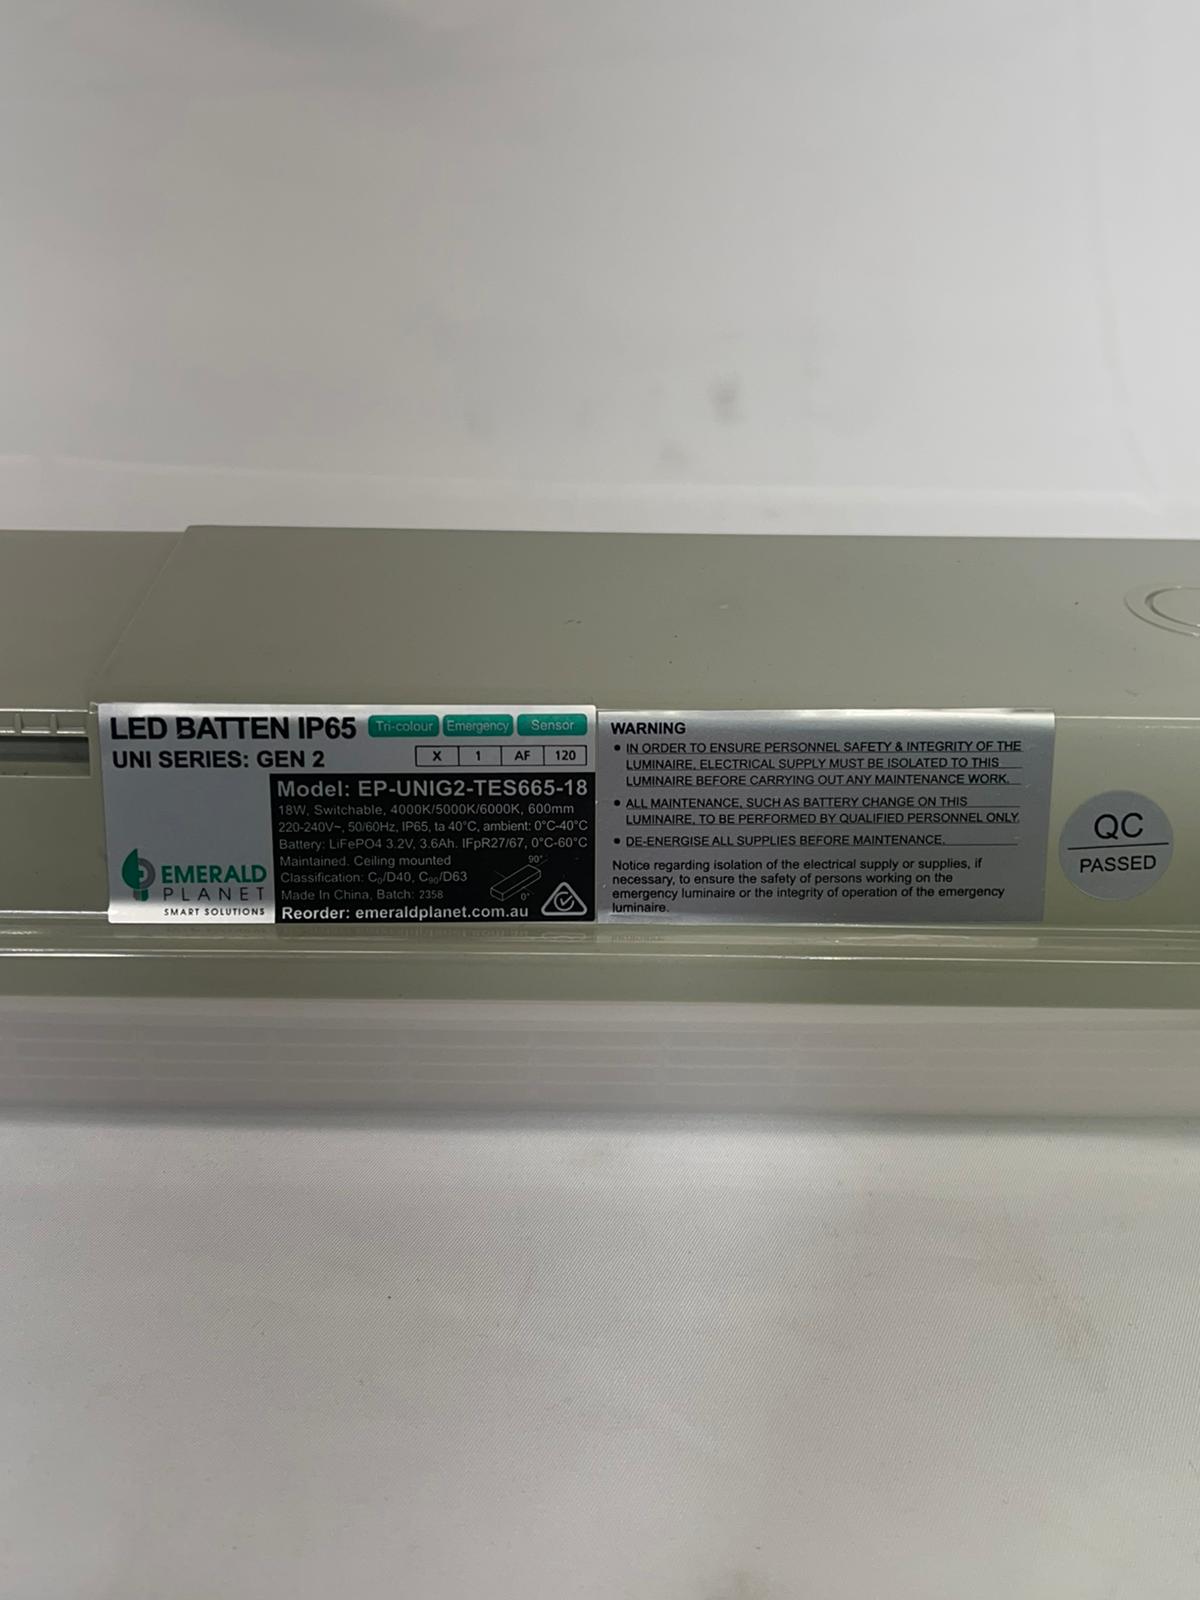 LED BATTEN IP65 Tri-colour Emergency Sensor
UNI SERIES: GEN 2 X 1 AF 120
Model: EP-UNIG2-TES665-18
18W, Switchable, 4000K/5000K/6000K, 600mm
220-240V~, 50/60Hz, IP65, ta 40°C, ambient: 0°C-40°C
Battery: LiFePO4 3.2V, 3.6Ah. IFpR27/67, 0°C-60°C
Maintained. Ceiling mounted
Classification: C₀/D40, C₉₀/D63
Made In China, Batch: 2358
Reorder: emeraldplanet.com.au
90°
0°
EMERALD
PLANET
SMART SOLUTIONS
WARNING
• IN ORDER TO ENSURE PERSONNEL SAFETY & INTEGRITY OF THE
LUMINAIRE, ELECTRICAL SUPPLY MUST BE ISOLATED TO THIS
LUMINAIRE BEFORE CARRYING OUT ANY MAINTENANCE WORK.
• ALL MAINTENANCE, SUCH AS BATTERY CHANGE ON THIS
LUMINAIRE, TO BE PERFORMED BY QUALIFIED PERSONNEL ONLY.
• DE-ENERGISE ALL SUPPLIES BEFORE MAINTENANCE.
Notice regarding isolation of the electrical supply or supplies, if
necessary, to ensure the safety of persons working on the
emergency luminaire or the integrity of operation of the emergency
luminaire.
QC
PASSED